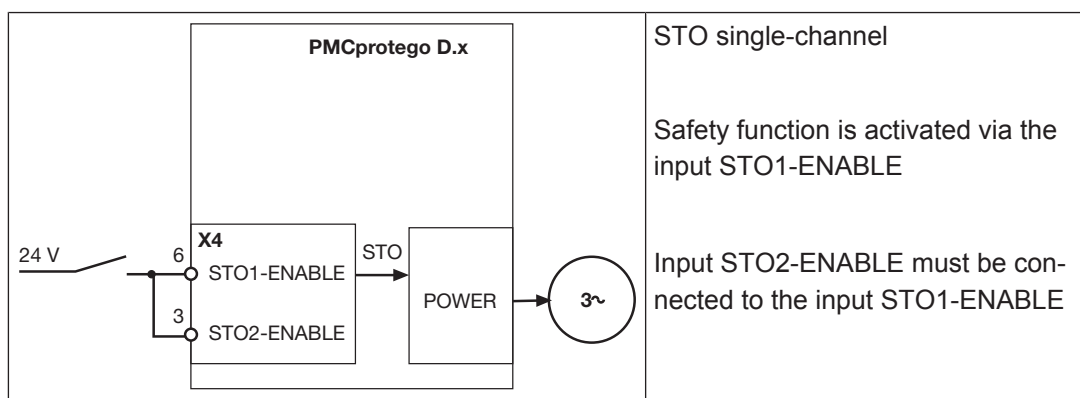 PMCprotego D.x
24 V
6
X4
STO1-ENABLE
STO
3
STO2-ENABLE
POWER
3~
STO single-channel
Safety function is activated via the
input STO1-ENABLE
Input STO2-ENABLE must be con-
nected to the input STO1-ENABLE